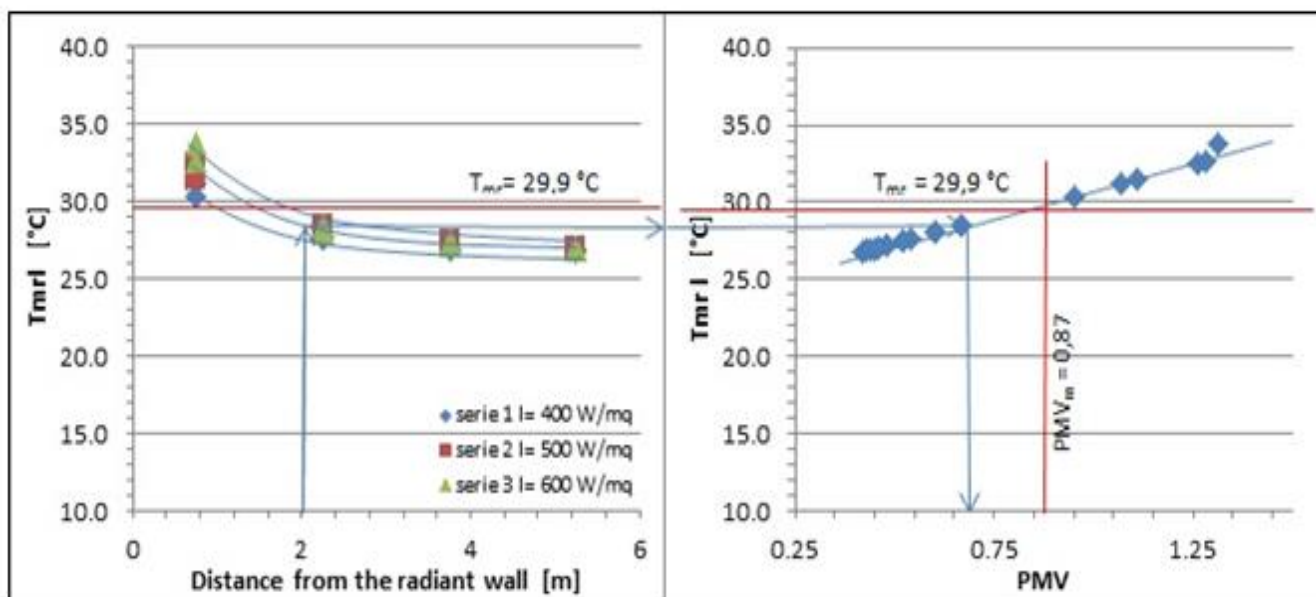 40.0
35.0
30.0
25.0
20.0
15.0
10.0
Tmrl [°C]
Tmr= 29,9 °C
serie 1 I= 400 W/mq
serie 2 I= 500 W/mq
serie 3 I= 600 W/mq
0 2 4 6
Distance from the radiant wall [m]
40.0
35.0
30.0
25.0
20.0
15.0
10.0
Tmr l [°C]
Tmr = 29,9 °C
PMVm = 0,87
0.25 0.75 1.25
PMV